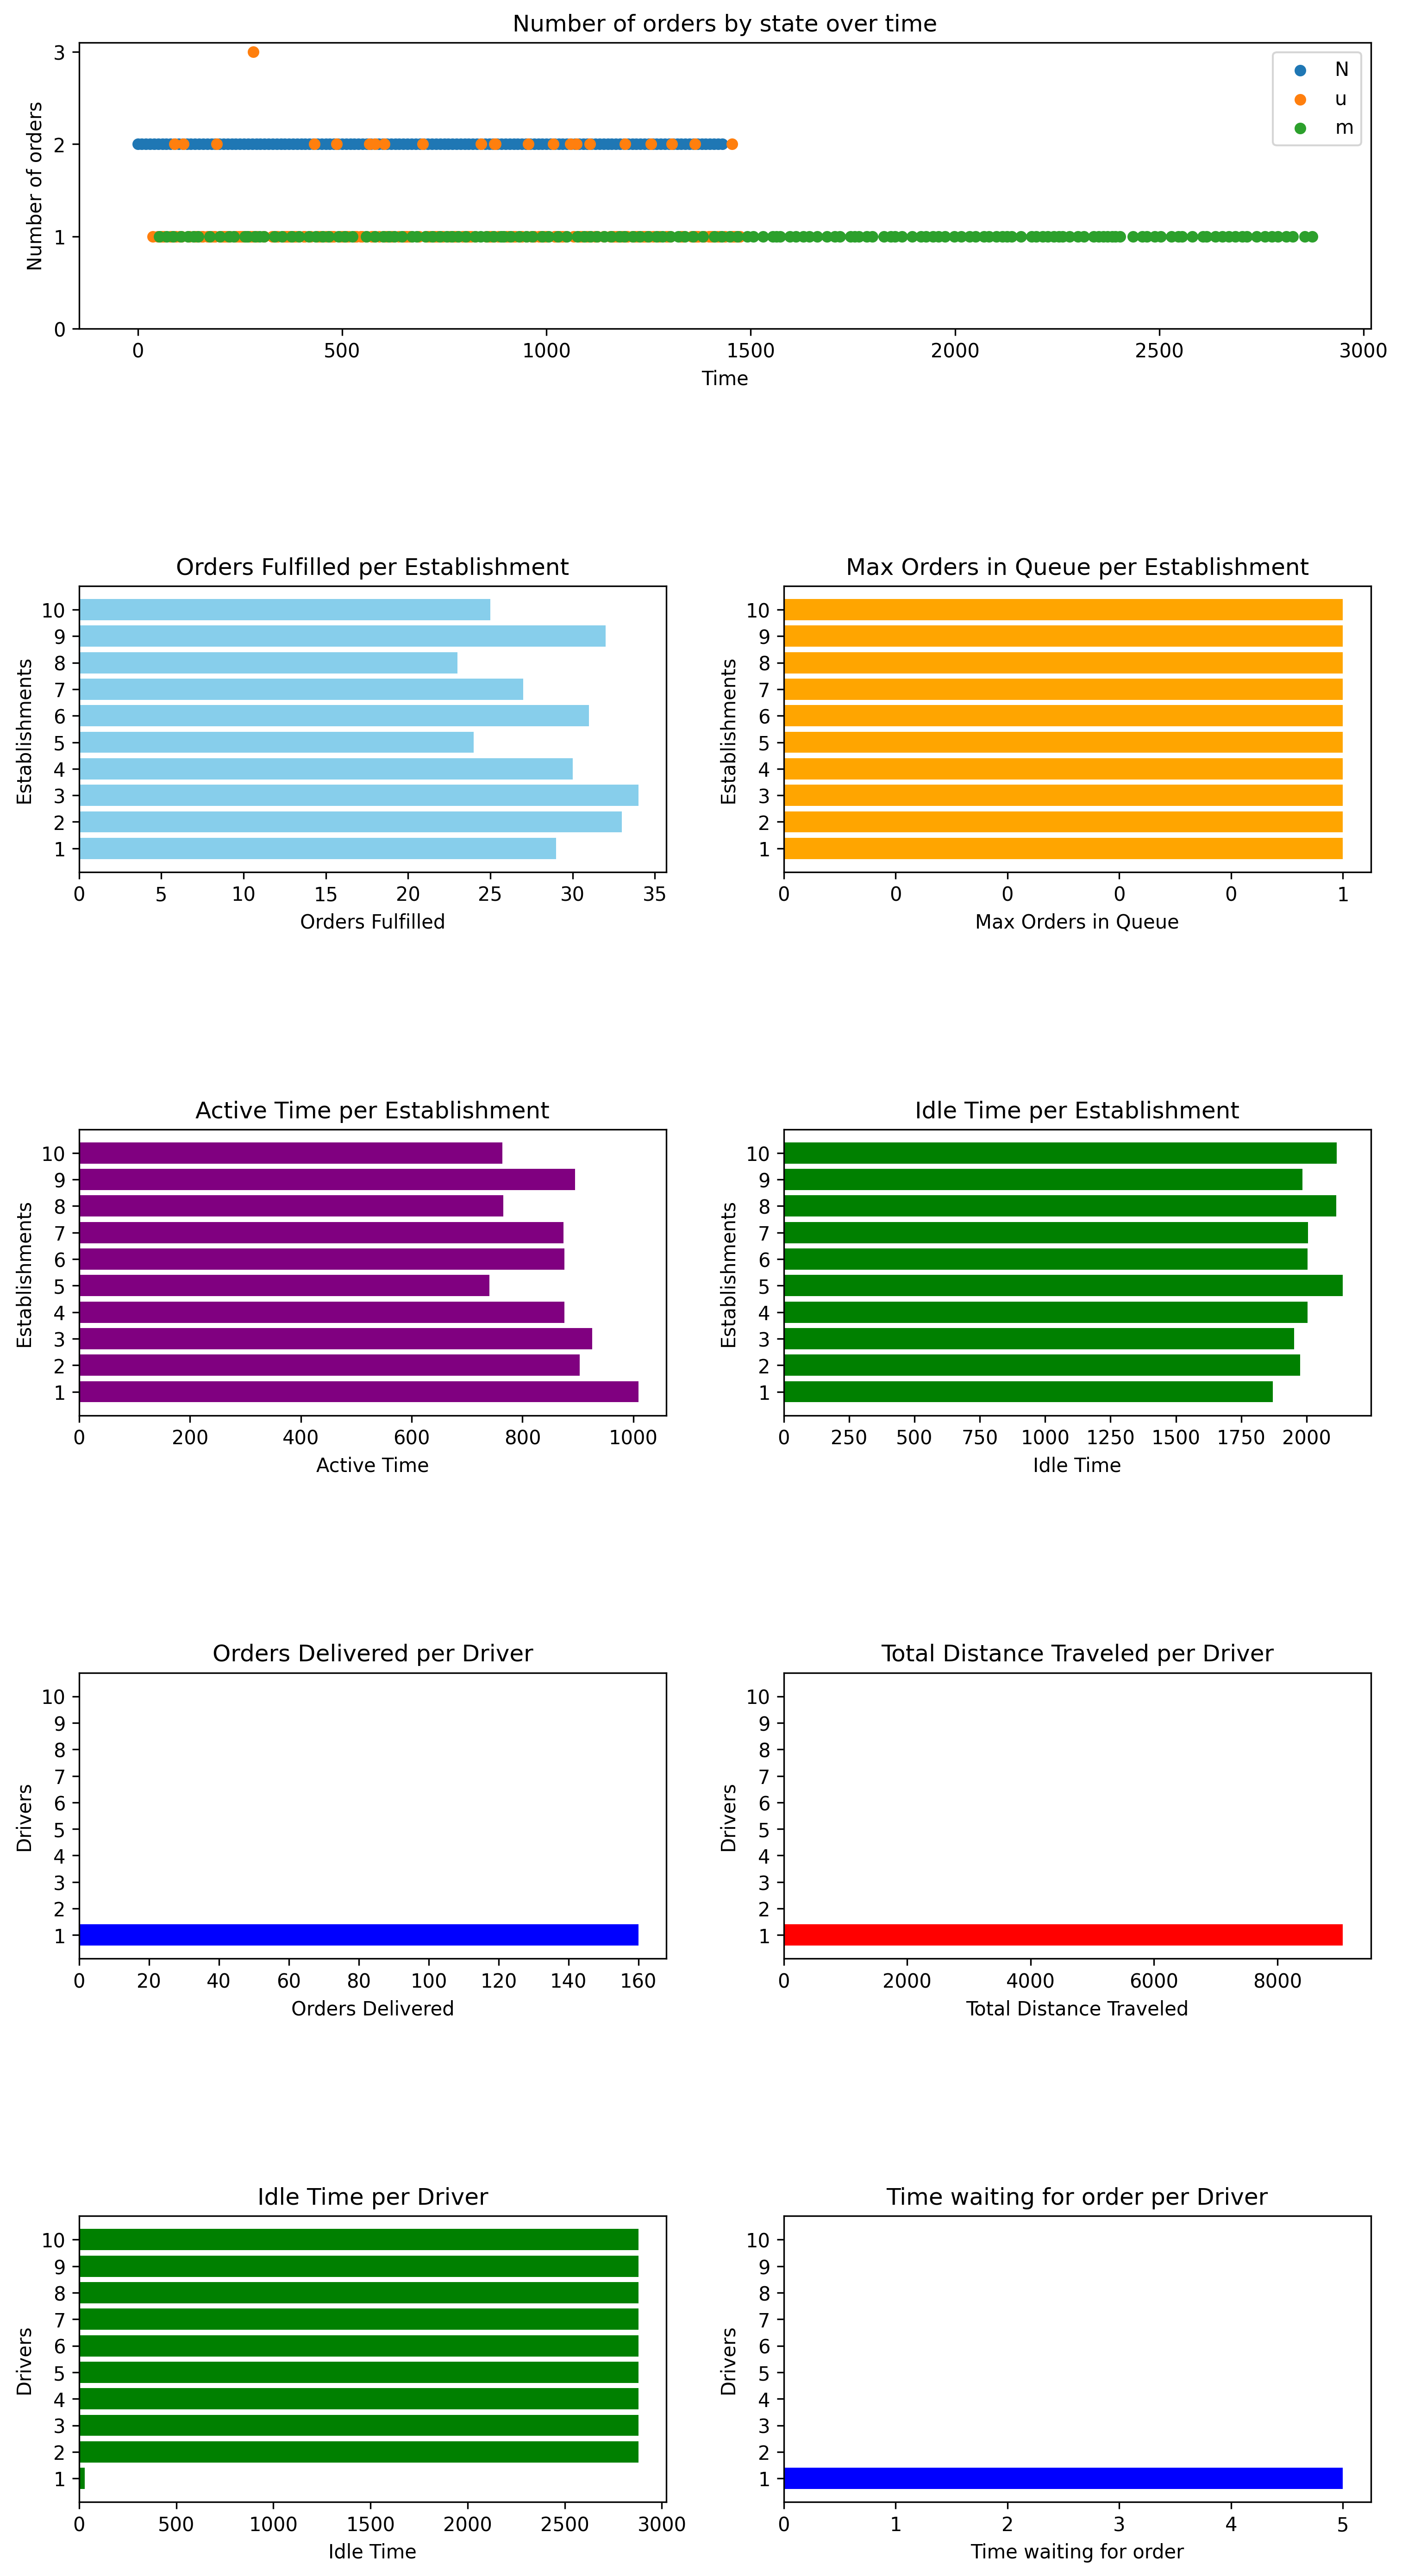 Number of orders by state over time
Number of orders
3
2
1
0
N
u
m
0 500 1000 1500 2000 2500 3000
Time
Orders Fulfilled per Establishment
Establishments
10
9
8
7
6
5
4
3
2
1
0 5 10 15 20 25 30 35
Orders Fulfilled
Max Orders in Queue per Establishment
Establishments
10
9
8
7
6
5
4
3
2
1
0 0 0 0 0 1
Max Orders in Queue
Active Time per Establishment
Establishments
10
9
8
7
6
5
4
3
2
1
0 200 400 600 800 1000
Active Time
Idle Time per Establishment
Establishments
10
9
8
7
6
5
4
3
2
1
0 250 500 750 1000 1250 1500 1750 2000
Idle Time
Orders Delivered per Driver
Drivers
10
9
8
7
6
5
4
3
2
1
0 20 40 60 80 100 120 140 160
Orders Delivered
Total Distance Traveled per Driver
Drivers
10
9
8
7
6
5
4
3
2
1
0 2000 4000 6000 8000
Total Distance Traveled
Idle Time per Driver
Drivers
10
9
8
7
6
5
4
3
2
1
0 500 1000 1500 2000 2500 3000
Idle Time
Time waiting for order per Driver
Drivers
10
9
8
7
6
5
4
3
2
1
0 1 2 3 4 5
Time waiting for order